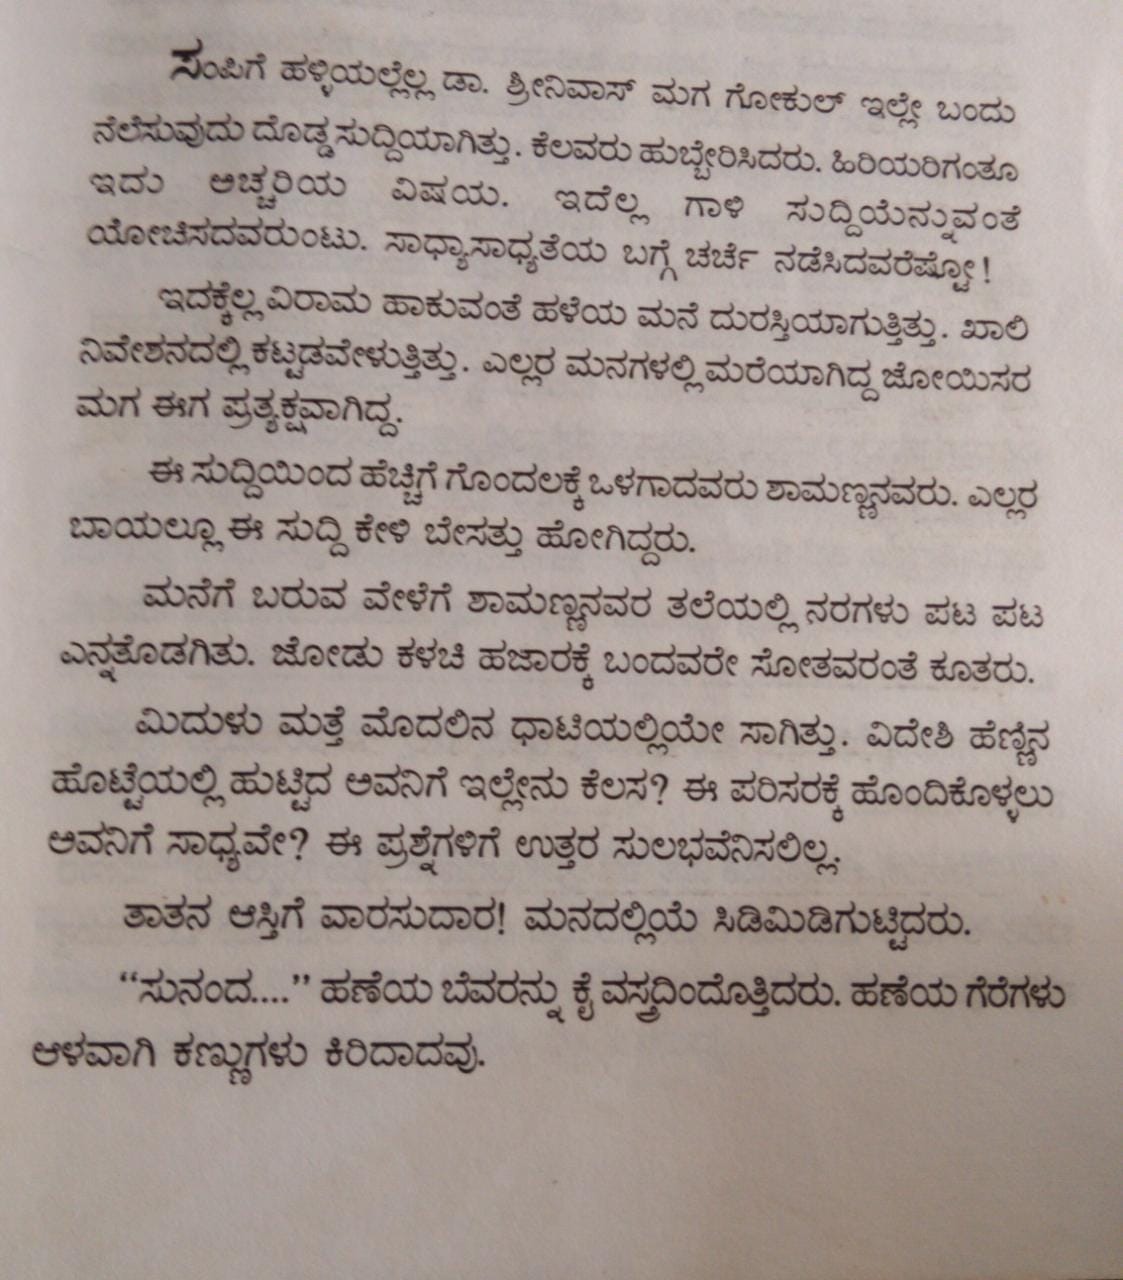 ಸಂಪಿಗೆ ಹಳ್ಳಿಯಲ್ಲೆಲ್ಲ ಡಾ. ಶ್ರೀನಿವಾಸ್ ಮಗ ಗೋಕುಲ್ ಇಲ್ಲೇ ಬಂದು
ನೆಲೆಸುವುದು ದೊಡ್ಡ ಸುದ್ದಿಯಾಗಿತ್ತು. ಕೆಲವರು ಹುಬ್ಬೇರಿಸಿದರು. ಹಿರಿಯರಿಗಂತೂ
ಇದು ಅಚ್ಚರಿಯ ವಿಷಯ. ಇದೆಲ್ಲ ಗಾಳಿ ಸುದ್ದಿಯೆನ್ನುವಂತೆ
ಯೋಚಿಸದವರುಂಟು. ಸಾಧ್ಯಾಸಾಧ್ಯತೆಯ ಬಗ್ಗೆ ಚರ್ಚೆ ನಡೆಸಿದವರೆಷ್ಟೋ!
ಇದಕ್ಕೆಲ್ಲ ವಿರಾಮ ಹಾಕುವಂತೆ ಹಳೆಯ ಮನೆ ದುರಸ್ತಿಯಾಗುತ್ತಿತ್ತು. ಖಾಲಿ
ನಿವೇಶನದಲ್ಲಿ ಕಟ್ಟಡವೇಳುತ್ತಿತ್ತು. ಎಲ್ಲರ ಮನಗಳಲ್ಲಿ ಮರೆಯಾಗಿದ್ದ ಜೋಯಿಸರ
ಮಗ ಈಗ ಪ್ರತ್ಯಕ್ಷವಾಗಿದ್ದ.
ಈ ಸುದ್ದಿಯಿಂದ ಹೆಚ್ಚಿಗೆ ಗೊಂದಲಕ್ಕೆ ಒಳಗಾದವರು ಶಾಮಣ್ಣನವರು. ಎಲ್ಲರ
ಬಾಯಲ್ಲೂ ಈ ಸುದ್ದಿ ಕೇಳಿ ಬೇಸತ್ತು ಹೋಗಿದ್ದರು.
ಮನೆಗೆ ಬರುವ ವೇಳೆಗೆ ಶಾಮಣ್ಣನವರ ತಲೆಯಲ್ಲಿ ನರಗಳು ಪಟ ಪಟ
ಎನ್ನತೊಡಗಿತು. ಜೋಡು ಕಳಚಿ ಹಜಾರಕ್ಕೆ ಬಂದವರೇ ಸೋತವರಂತೆ ಕೂತರು.
ಮಿದುಳು ಮತ್ತೆ ಮೊದಲಿನ ಧಾಟಿಯಲ್ಲಿಯೇ ಸಾಗಿತ್ತು. ವಿದೇಶಿ ಹೆಣ್ಣಿನ
ಹೊಟ್ಟೆಯಲ್ಲಿ ಹುಟ್ಟಿದ ಅವನಿಗೆ ಇಲ್ಲೇನು ಕೆಲಸ? ಈ ಪರಿಸರಕ್ಕೆ ಹೊಂದಿಕೊಳ್ಳಲು
ಅವನಿಗೆ ಸಾಧ್ಯವೇ? ಈ ಪ್ರಶ್ನೆಗಳಿಗೆ ಉತ್ತರ ಸುಲಭವೆನಿಸಲಿಲ್ಲ.
ತಾತನ ಆಸ್ತಿಗೆ ವಾರಸುದಾರ! ಮನದಲ್ಲಿಯೆ ಸಿಡಿಮಿಡಿಗುಟ್ಟಿದರು.
“ಸುನಂದ....” ಹಣೆಯ ಬೆವರನ್ನು ಕೈ ವಸ್ತ್ರದಿಂದೊತ್ತಿದರು. ಹಣೆಯ ಗೆರೆಗಳು
ಆಳವಾಗಿ ಕಣ್ಣುಗಳು ಕಿರಿದಾದವು.